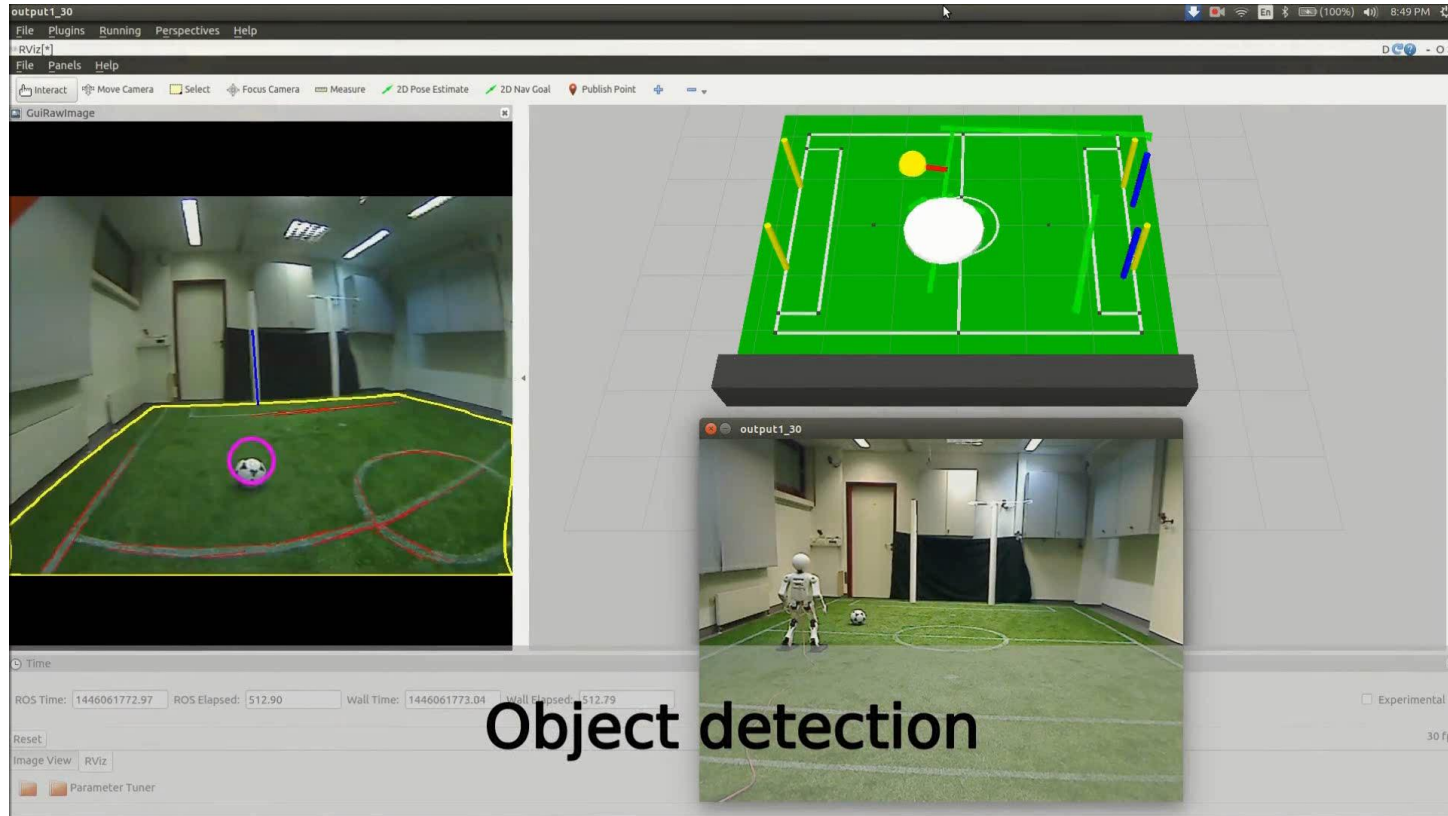 output1_30
En (100%) 8:49 PM
File Plugins Running Perspectives Help
RViz[*]
D - O
File Panels Help
Interact Move Camera Select Focus Camera Measure 2D Pose Estimate 2D Nav Goal Publish Point
GuiRawImage
output1_30
Time
ROS Time: 1446061772.97 ROS Elapsed: 512.90 Wall Time: 1446061773.04 Wall Elapsed: 512.79 Experimental
Object detection
Reset
30
Image View RViz
Parameter Tuner